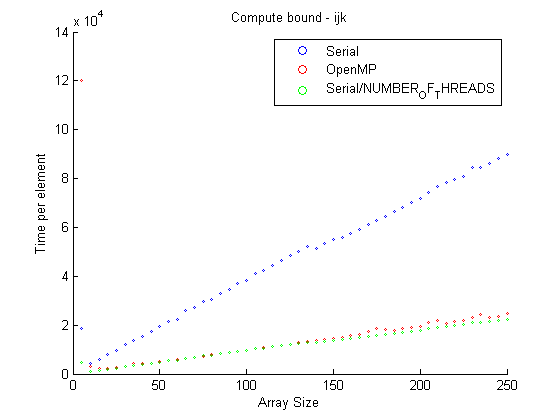 Compute bound - ijk
x 10^4
14
12
10
8
6
4
2
0
Time per element
Serial
OpenMP
Serial/NUMBER_OF_THREADS
0 50 100 150 200 250
Array Size